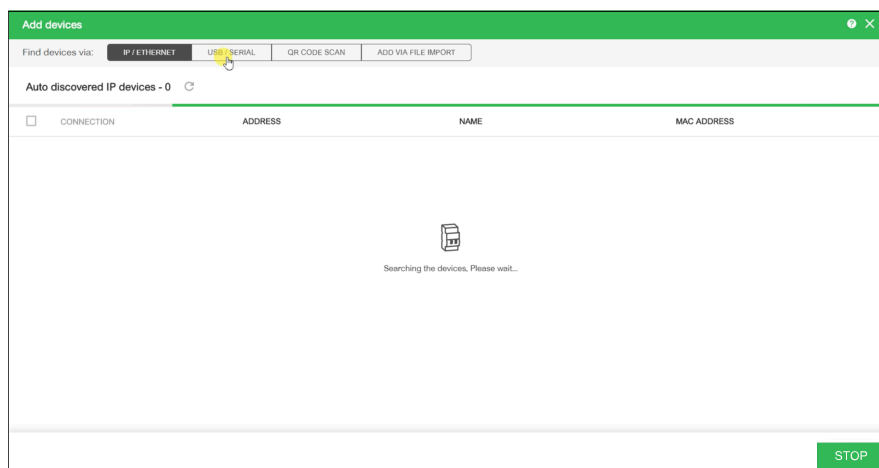 Add devices
Find devices via: IP / ETHERNET USB / SERIAL QR CODE SCAN ADD VIA FILE IMPORT
Auto discovered IP devices - 0
CONNECTION ADDRESS NAME MAC ADDRESS
Searching the devices, Please wait...
STOP